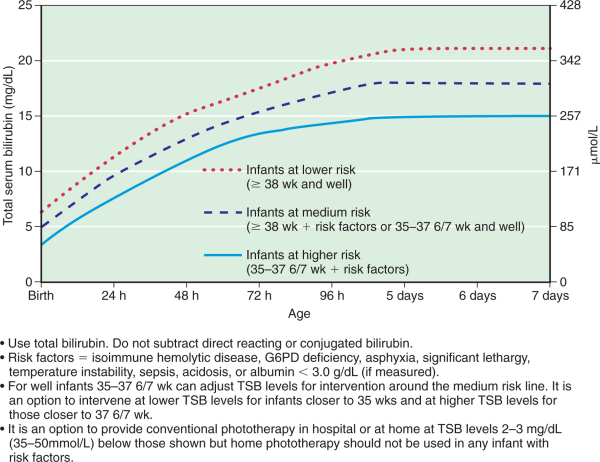 25
20
15
10
5
0
Total serum bilirubin (mg/dL)
428
362
257
171
85
0
µmol/L
Infants at lower risk
(≥ 38 wk and well)
Infants at medium risk
(≥ 38 wk + risk factors or 35–37 6/7 wk and well)
Infants at higher risk
(35–37 6/7 wk + risk factors)
Birth 24 h 48 h 72 h 96 h 5 days 6 days 7 days
Age
• Use total bilirubin. Do not subtract direct reacting or conjugated bilirubin.
• Risk factors = isoimmune hemolytic disease, G6PD deficiency, asphyxia, significant lethargy,
temperature instability, sepsis, acidosis, or albumin < 3.0 g/dL (if measured).
• For well infants 35–37 6/7 wk can adjust TSB levels for intervention around the medium risk line. It is
an option to intervene at lower TSB levels for infants closer to 35 wks and at higher TSB levels for
those closer to 37 6/7 wk.
• It is an option to provide conventional phototherapy in hospital or at home at TSB levels 2–3 mg/dL
(35–50mmol/L) below those shown but home phototherapy should not be used in any infant with
risk factors.